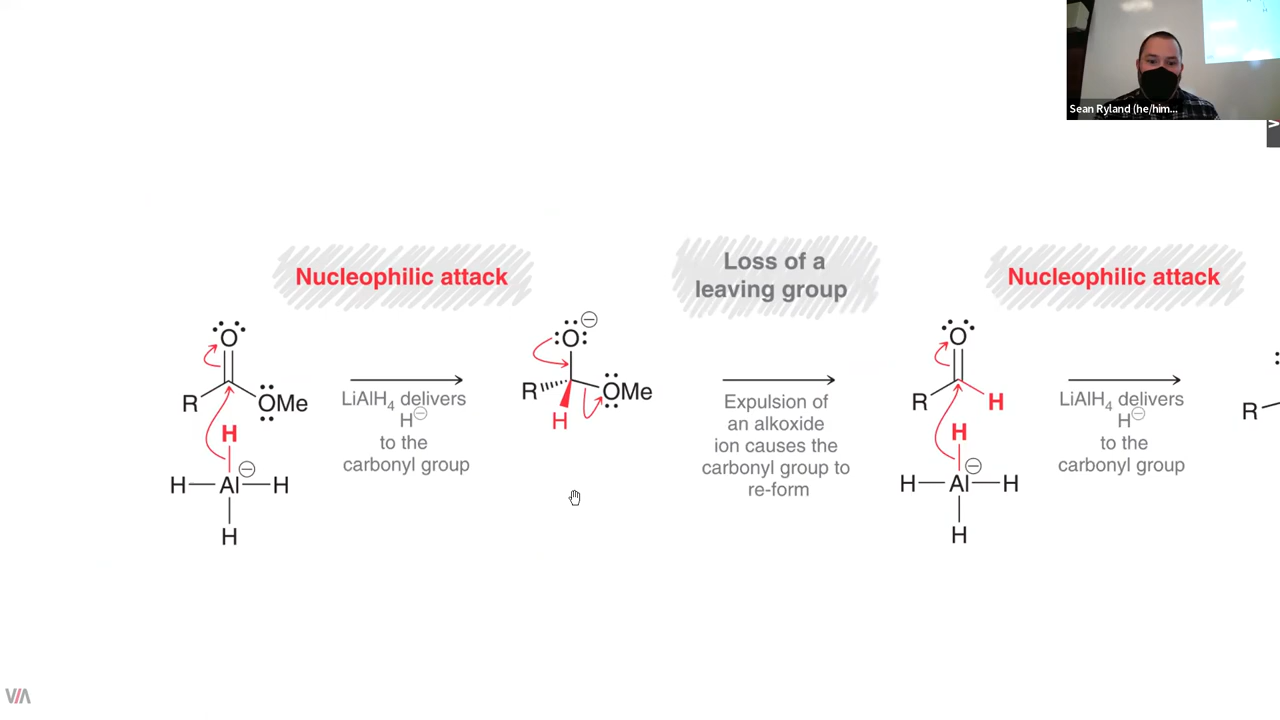 Sean Ryland (he/him...
Nucleophilic attack
Loss of a
leaving group
Nucleophilic attack
O
R
OMe
H
H Al H
H
LiAlH4 delivers
H⊖
to the
carbonyl group
⊖
O
R
OMe
H
Expulsion of
an alkoxide
ion causes the
carbonyl group to
re-form
O
R
H
H
H Al H
H
LiAlH4 delivers
H⊖
to the
carbonyl group
R
VIA